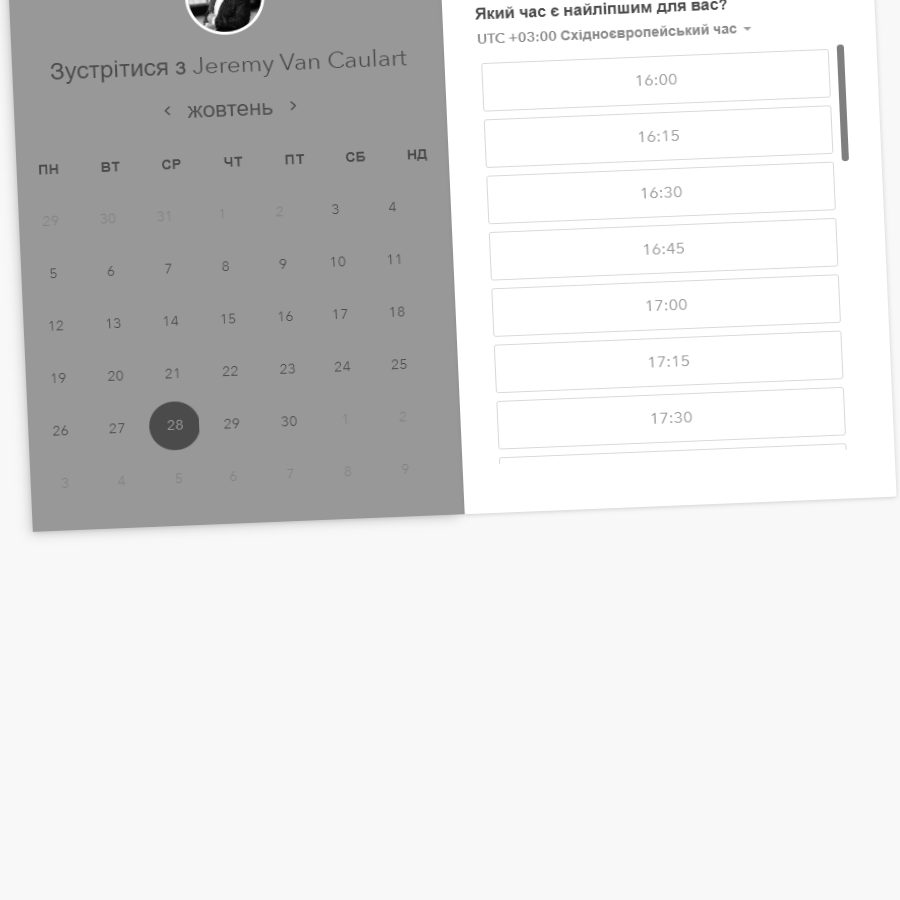 Зустрітися з Jeremy Van Caulart
жовтень
ПН ВТ СР ЧТ ПТ СБ НД
29 30 31 1 2 3 4
5 6 7 8 9 10 11
12 13 14 15 16 17 18
19 20 21 22 23 24 25
26 27 28 29 30 1 2
3 4 5 6 7 8 9
Який час є найліпшим для вас?
UTC +03:00 Східноєвропейський час
16:00
16:15
16:30
16:45
17:00
17:15
17:30